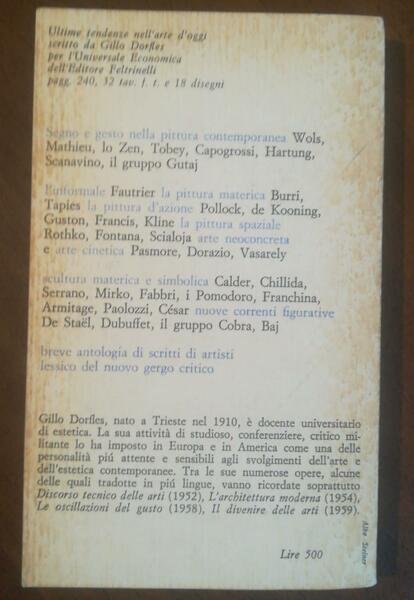 Ultime tendenze nell'arte d'oggi
scritto da Gillo Dorfles
per l'Universale Economica
dell'Editore Feltrinelli
pagg. 240, 32 tav. f. t. e 18 disegni
Segno e gesto nella pittura contemporanea Wols,
Mathieu, lo Zen, Tobey, Capogrossi, Hartung,
Scanavino, il gruppo Gutaj
l'informale Fautrier la pittura materica Burri,
Tapies la pittura d'azione Pollock, de Kooning,
Guston, Francis, Kline la pittura spaziale
Rothko, Fontana, Scialoja arte neoconcreta
e arte cinetica Pasmore, Dorazio, Vasarely
scultura materica e simbolica Calder, Chillida,
Serrano, Mirko, Fabbri, i Pomodoro, Franchina,
Armitage, Paolozzi, César nuove correnti figurative
De Staël, Dubuffet, il gruppo Cobra, Baj
breve antologia di scritti di artisti
lessico del nuovo gergo critico
Gillo Dorfles, nato a Trieste nel 1910, è docente universitario
di estetica. La sua attività di studioso, conferenziere, critico mi-
litante lo ha imposto in Europa e in America come una delle
personalità piú attente e sensibili agli svolgimenti dell'arte e
dell'estetica contemporanee. Tra le sue numerose opere, alcune
delle quali tradotte in piú lingue, vanno ricordate soprattutto
Discorso tecnico delle arti (1952), L'architettura moderna (1954),
Le oscillazioni del gusto (1958), Il divenire delle arti (1959).
Albe Steiner
Lire 500